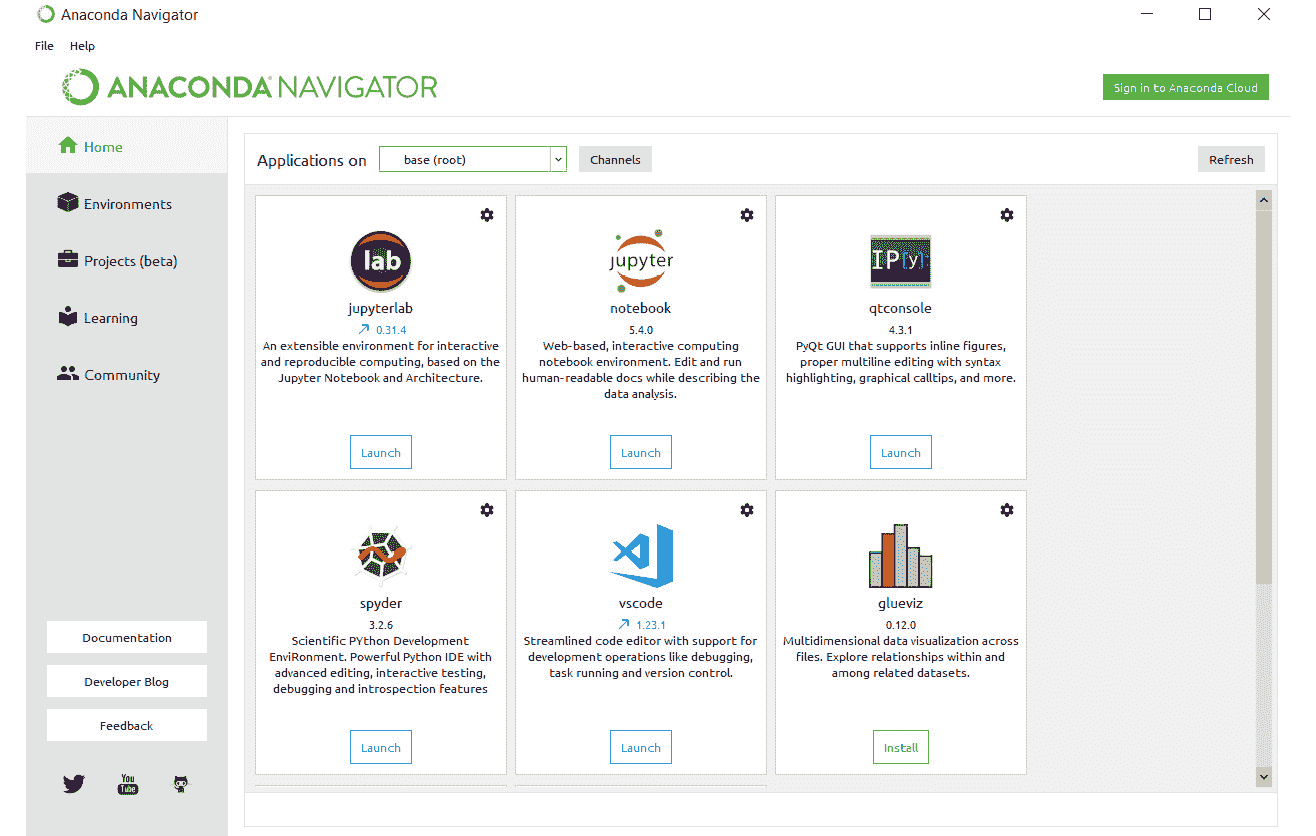 Anaconda Navigator
File Help
ANACONDA NAVIGATOR
Sign in to Anaconda Cloud
Home
Environments
Projects (beta)
Learning
Community
Documentation
Developer Blog
Feedback
You
Tube
Applications on base (root) Channels Refresh
lab
jupyterlab
0.31.4
An extensible environment for interactive
and reproducible computing, based on the
Jupyter Notebook and Architecture.
Launch
jupyter
notebook
5.4.0
Web-based, interactive computing
notebook environment. Edit and run
human-readable docs while describing the
data analysis.
Launch
IP[y]:
qtconsole
4.3.1
PyQt GUI that supports inline figures,
proper multiline editing with syntax
highlighting, graphical calltips, and more.
Launch
spyder
3.2.6
Scientific PYthon Development
EnviRonment. Powerful Python IDE with
advanced editing, interactive testing,
debugging and introspection features
Launch
vscode
1.23.1
Streamlined code editor with support for
development operations like debugging,
task running and version control.
Launch
glueviz
0.12.0
Multidimensional data visualization across
files. Explore relationships within and
among related datasets.
Install